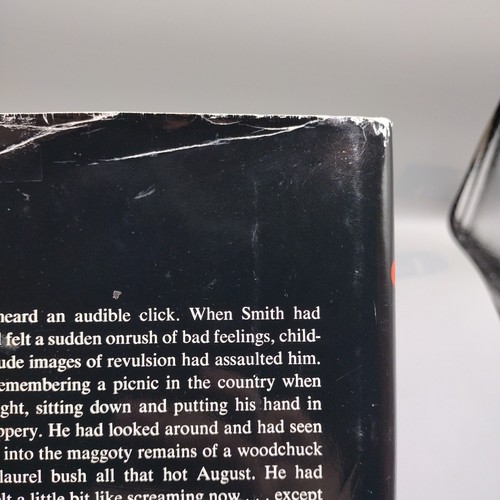 heard an audible click. When Smith had
felt a sudden onrush of bad feelings, child-
ude images of revulsion had assaulted him.
emembering a picnic in the country when
ght, sitting down and putting his hand in
ppery. He had looked around and had seen
into the maggoty remains of a woodchuck
laurel bush all that hot August. He had
lt a little bit like screaming now . . . except